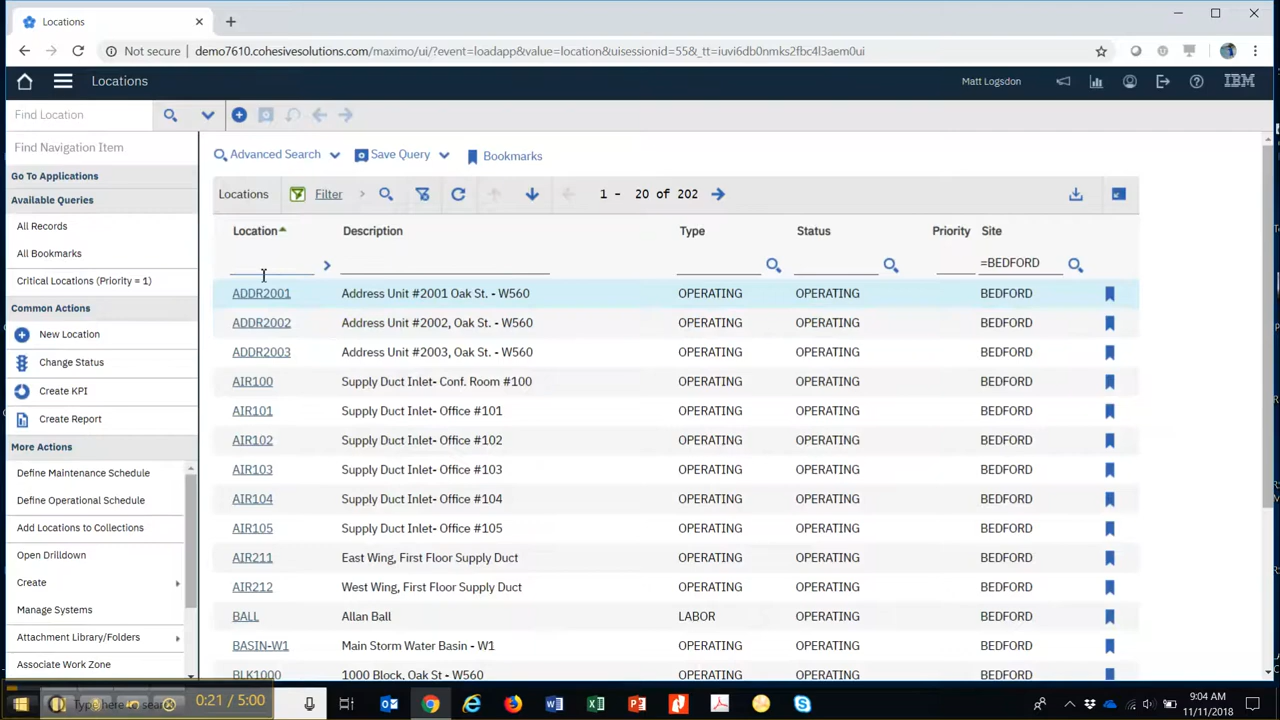 Locations
Not secure | demo7610.cohesivesolutions.com/maximo/ui/?event=loadapp&value=location&uisessionid=55&_tt=iuvi6db0nmks2fbc4l3aem0ui
Locations
Matt Logsdon
IBM
Find Location
Find Navigation Item
Go To Applications
Available Queries
All Records
All Bookmarks
Critical Locations (Priority = 1)
Common Actions
New Location
Change Status
Create KPI
Create Report
More Actions
Define Maintenance Schedule
Define Operational Schedule
Add Locations to Collections
Open Drilldown
Create
Manage Systems
Attachment Library/Folders
Associate Work Zone
Advanced Search Save Query Bookmarks
Locations Filter 1 - 20 of 202
Location Description Type Status Priority Site
=BEDFORD
ADDR2001 Address Unit #2001 Oak St. - W560 OPERATING OPERATING BEDFORD
ADDR2002 Address Unit #2002, Oak St. - W560 OPERATING OPERATING BEDFORD
ADDR2003 Address Unit #2003, Oak St. - W560 OPERATING OPERATING BEDFORD
AIR100 Supply Duct Inlet- Conf. Room #100 OPERATING OPERATING BEDFORD
AIR101 Supply Duct Inlet- Office #101 OPERATING OPERATING BEDFORD
AIR102 Supply Duct Inlet- Office #102 OPERATING OPERATING BEDFORD
AIR103 Supply Duct Inlet- Office #103 OPERATING OPERATING BEDFORD
AIR104 Supply Duct Inlet- Office #104 OPERATING OPERATING BEDFORD
AIR105 Supply Duct Inlet- Office #105 OPERATING OPERATING BEDFORD
AIR211 East Wing, First Floor Supply Duct OPERATING OPERATING BEDFORD
AIR212 West Wing, First Floor Supply Duct OPERATING OPERATING BEDFORD
BALL Allan Ball LABOR OPERATING BEDFORD
BASIN-W1 Main Storm Water Basin - W1 OPERATING OPERATING BEDFORD
BLK1000 1000 Block, Oak St - W560 OPERATING OPERATING BEDFORD
Type here to search
0:21 / 5:00
9:04 AM
11/11/2018